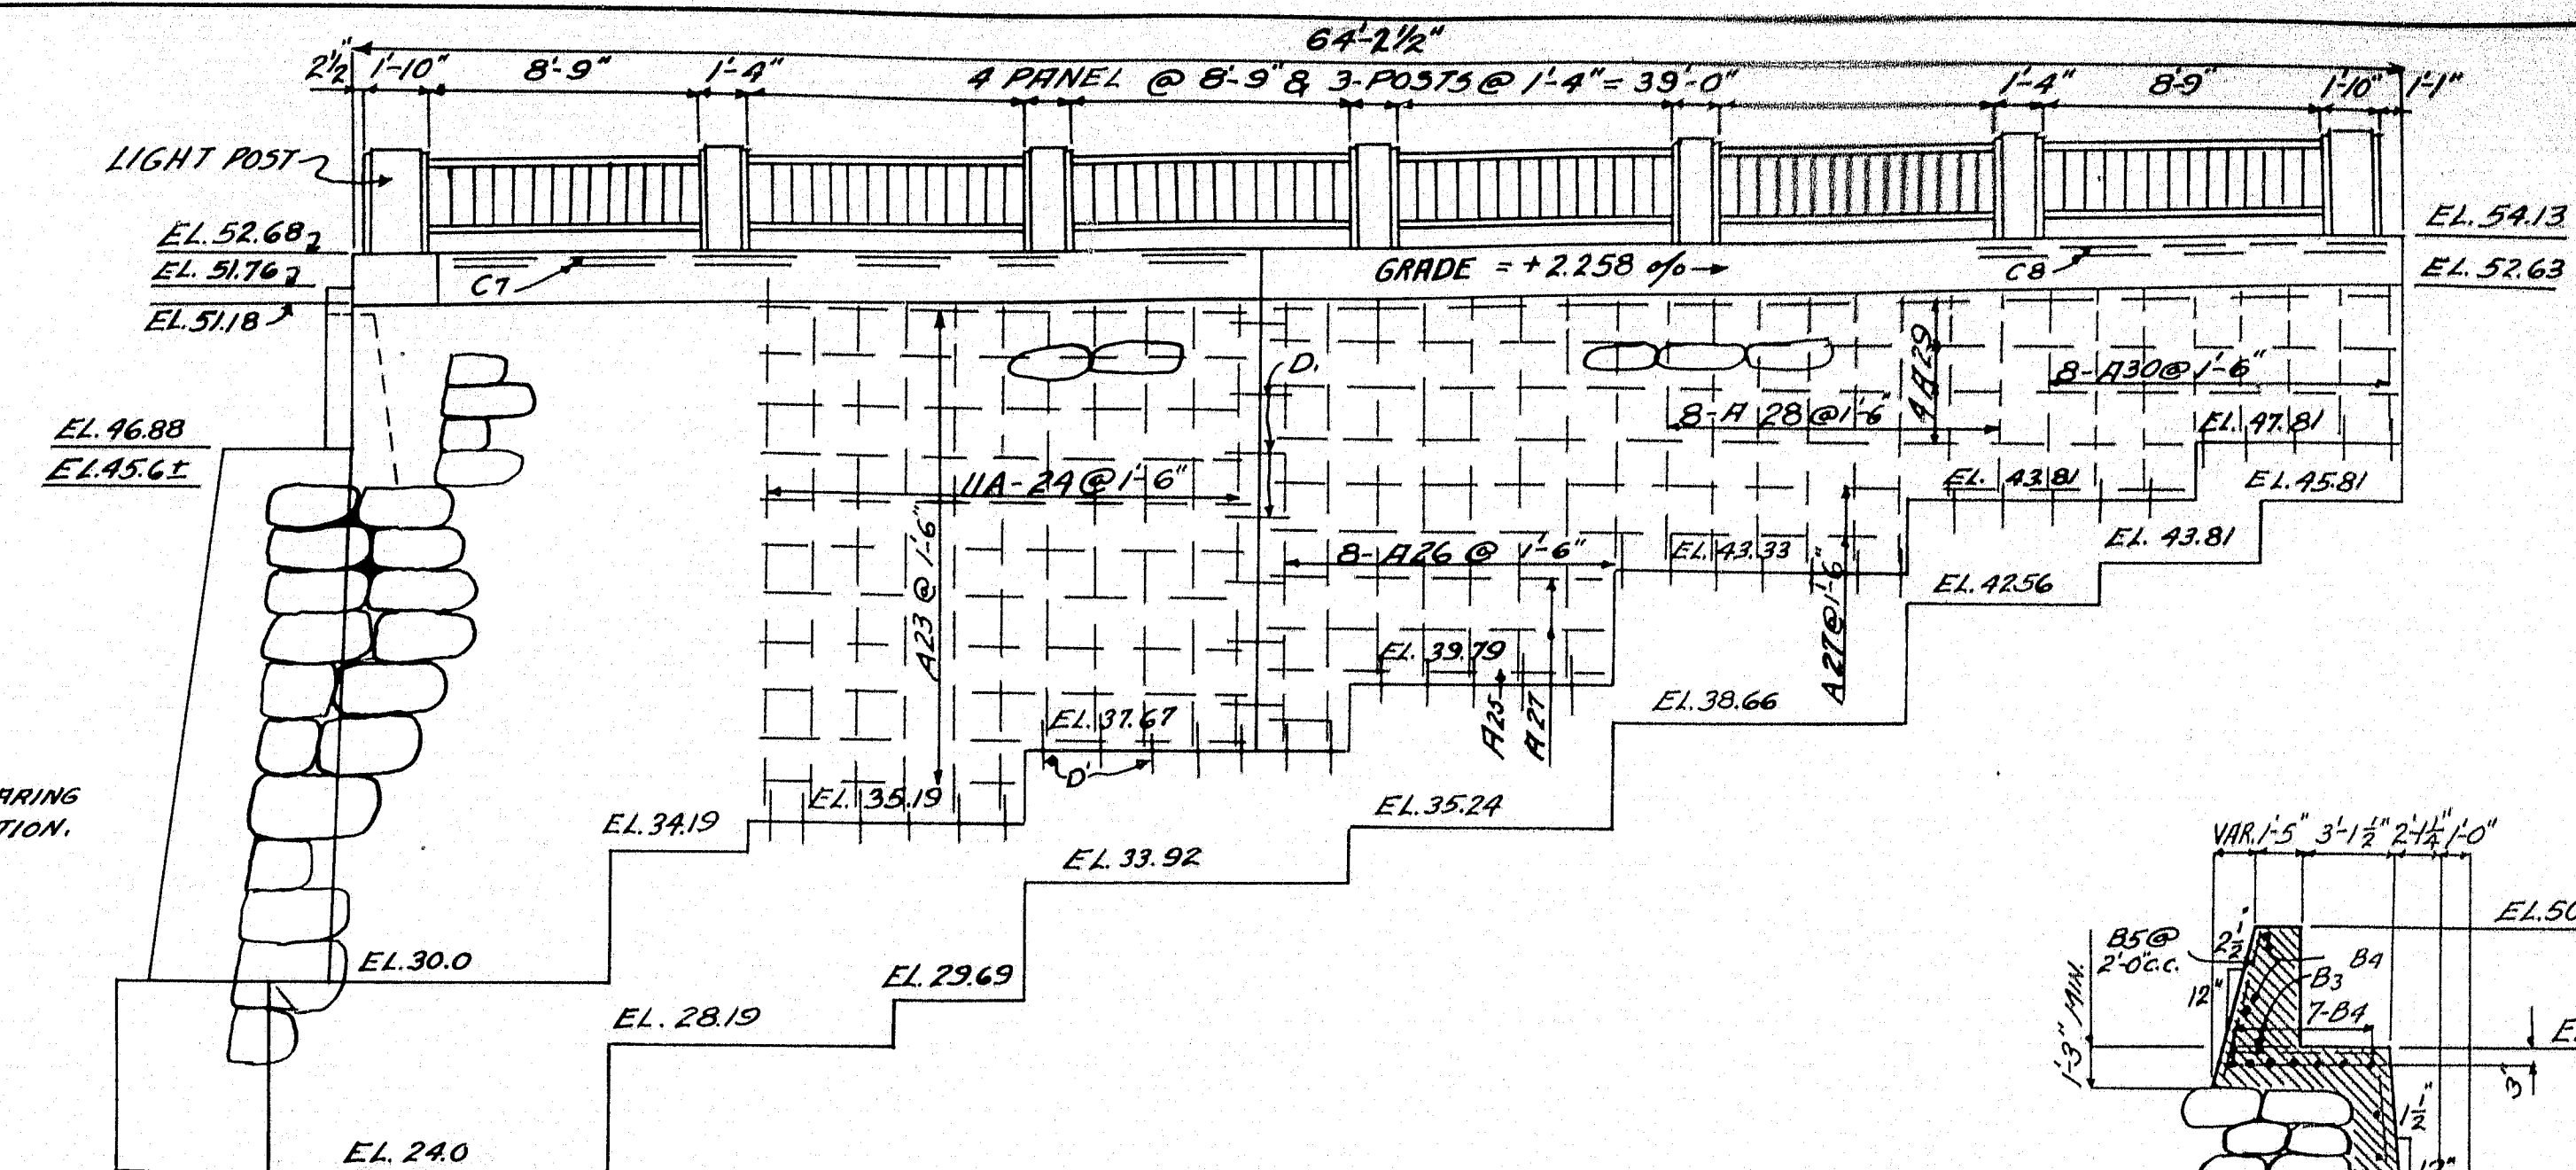 64'-2½"
2½" 1'-10" 8'-9" 1'-4" 4 PANEL @ 8'-9" & 3-POSTS @ 1'-4" = 39'-0" 1'-4" 8'-9" 1'-10" 1'-1"
LIGHT POST
EL. 52.68
EL. 54.13
EL. 51.76
C7
GRADE = +2.258 %
C8
EL. 52.63
EL. 51.18
D.
4 A29
8-A30 @ 1'-6"
8-A 28 @ 1'-6"
EL. 47.81
EL. 46.88
EL. 45.6±
11A-24 @ 1'-6"
EL. 43.81
EL. 45.81
A23 @ 1'-6"
8-A26 @ 1'-6"
EL. 43.33
EL. 43.81
A27 @ 1'-6"
EL. 42.56
EL. 39.79
A25
A27
EL. 38.66
EL. 37.67
D'
ARING
TION.
EL. 35.19
EL. 35.24
EL. 34.19
EL. 33.92
VAR. 1'-5" 3'-1½" 2'-1¼" 1'-0"
EL. 50
EL. 30.0
EL. 29.69
B5 @
2'-0" c.c.
2½"
12"
B4
B3
7-B4
1'-3" MIN.
EL. 28.19
E
3"
1½"
12"
EL. 24.0